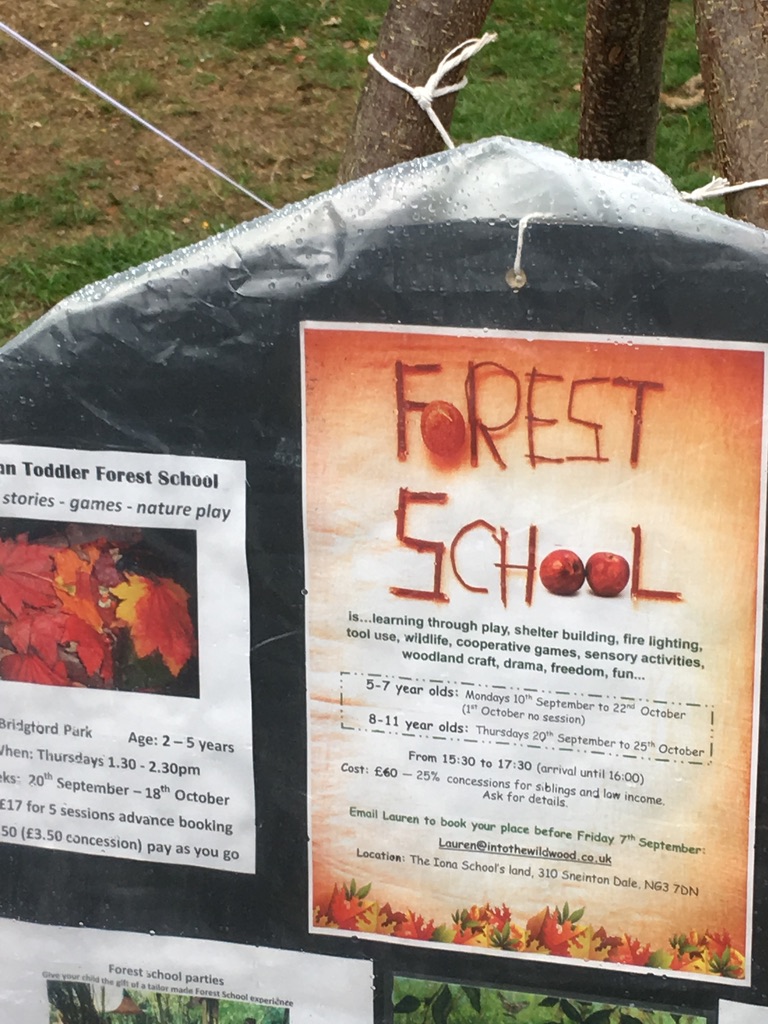 FOREST
SCHOOL
is...learning through play, shelter building, fire lighting,
tool use, wildlife, cooperative games, sensory activities,
woodland craft, drama, freedom, fun...
5-7 year olds: Mondays 10th September to 22nd October
(1st October no session)
8-11 year olds: Thursdays 20th September to 25th October
From 15:30 to 17:30 (arrival until 16:00)
Cost: £60 – 25% concessions for siblings and low income.
Ask for details.
Email Lauren to book your place before Friday 7th September:
Lauren@intothewildwood.co.uk
Location: The Iona School's land, 310 Sneinton Dale, NG3 7DN
Toddler Forest School
stories - games - nature play
Bridgford Park Age: 2 – 5 years
When: Thursdays 1.30 - 2.30pm
20th September – 18th October
£17 for 5 sessions advance booking
50 (£3.50 concession) pay as you go
Forest school parties
Give your child the gift of a tailor made Forest School experience